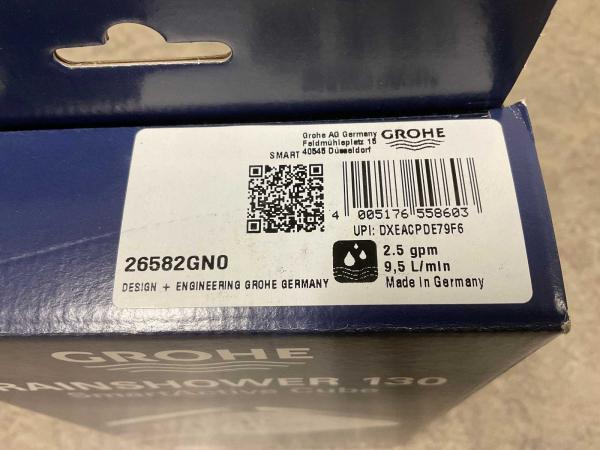 Grohe AG Germany
Feldmühleplatz 15
SMART 40545 Düsseldorf
GROHE
4 005176 558603
UPI: DXEACPDE79F6
26582GN0
2.5 gpm
9,5 L/min
DESIGN + ENGINEERING GROHE GERMANY
Made in Germany
GROHE
RAINSHOWER 130
SmartActive Cube